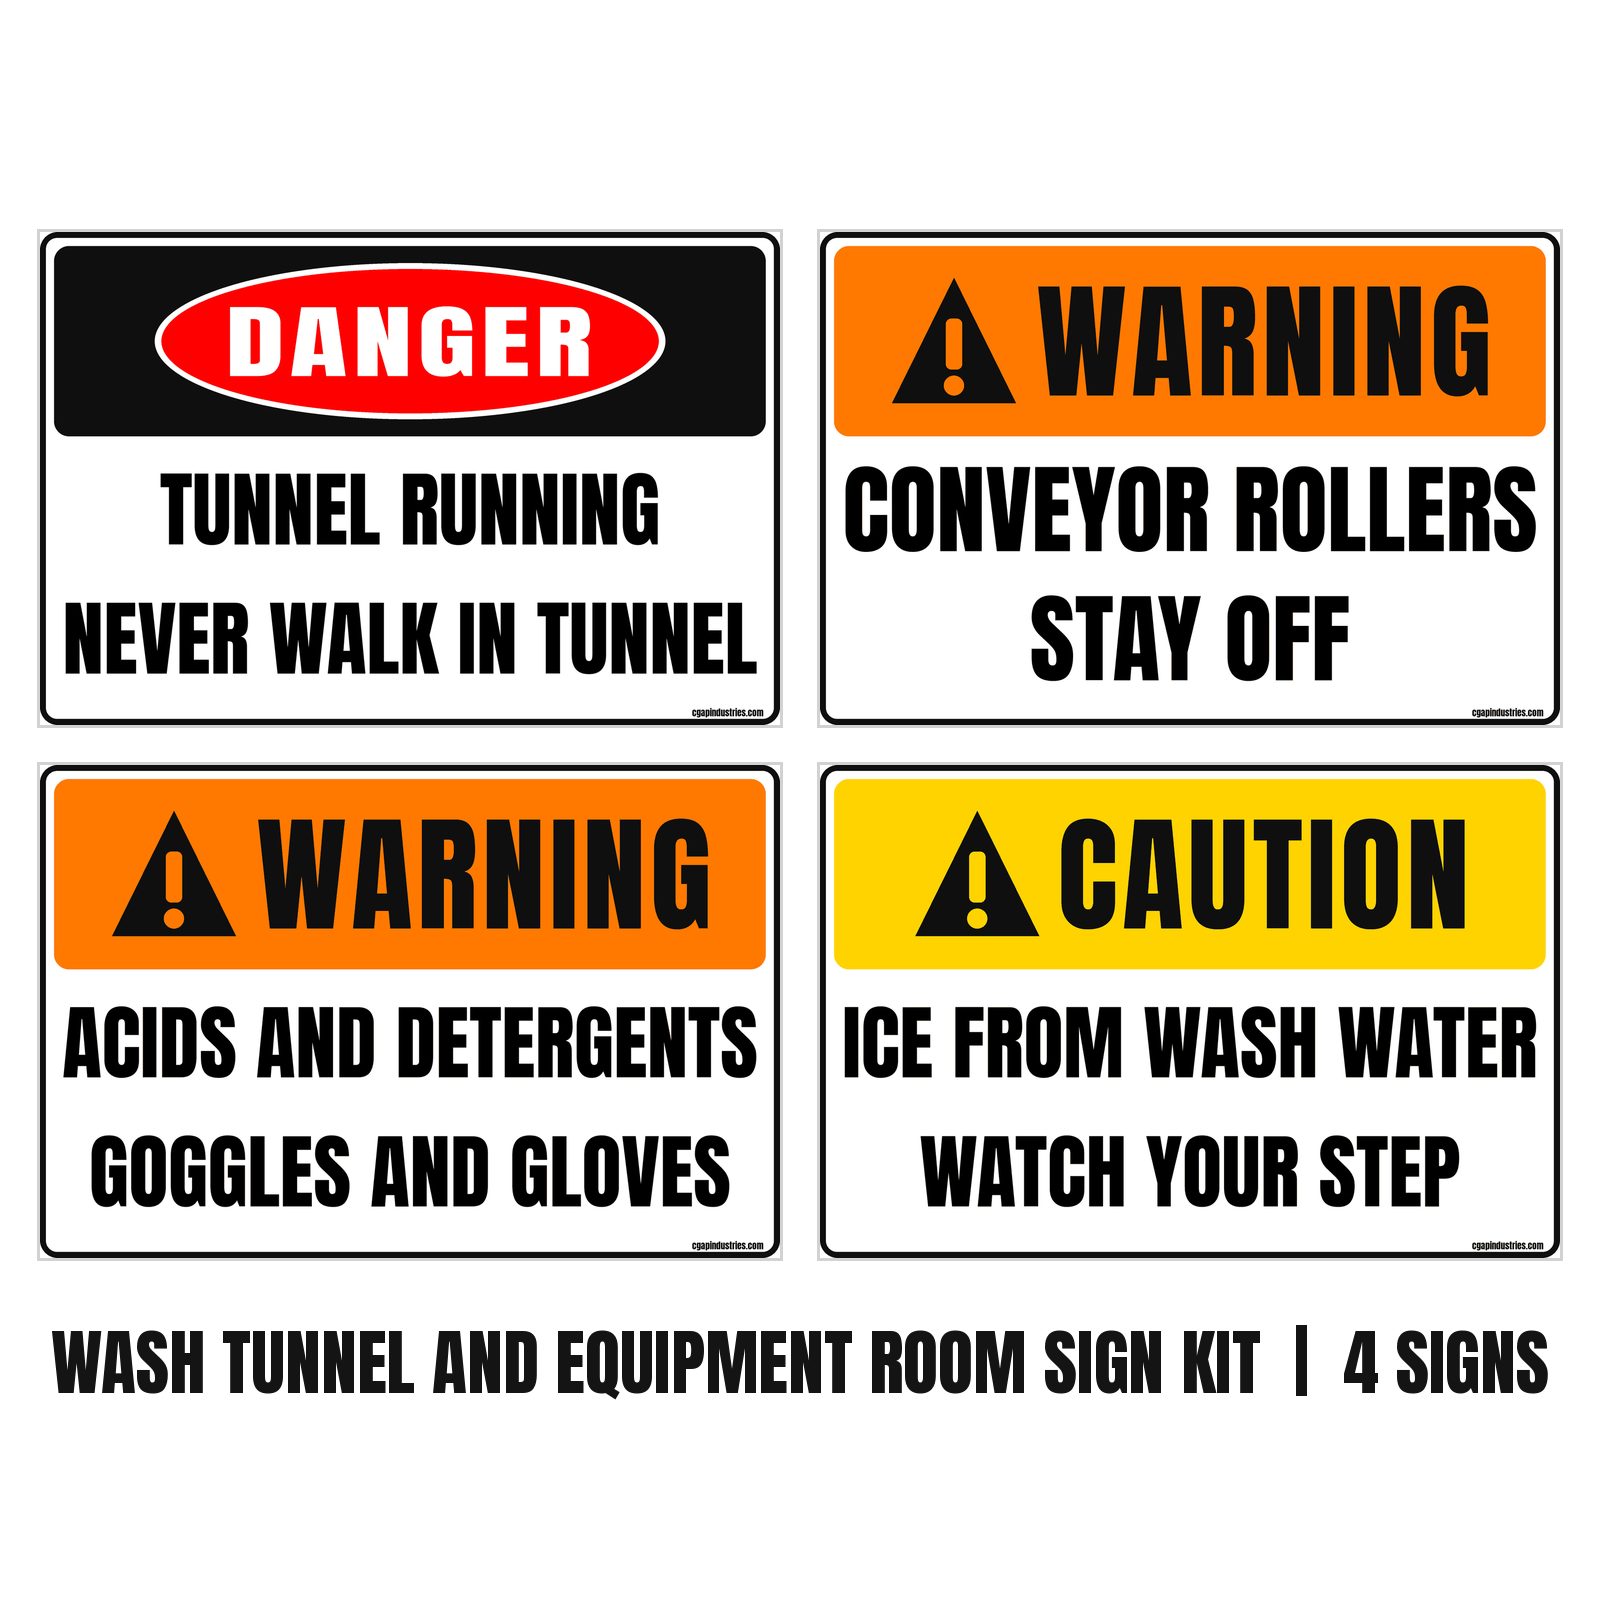 DANGER
TUNNEL RUNNING
NEVER WALK IN TUNNEL
cgapindustries.com
WARNING
CONVEYOR ROLLERS
STAY OFF
cgapindustries.com
WARNING
ACIDS AND DETERGENTS
GOGGLES AND GLOVES
cgapindustries.com
CAUTION
ICE FROM WASH WATER
WATCH YOUR STEP
cgapindustries.com
WASH TUNNEL AND EQUIPMENT ROOM SIGN KIT | 4 SIGNS